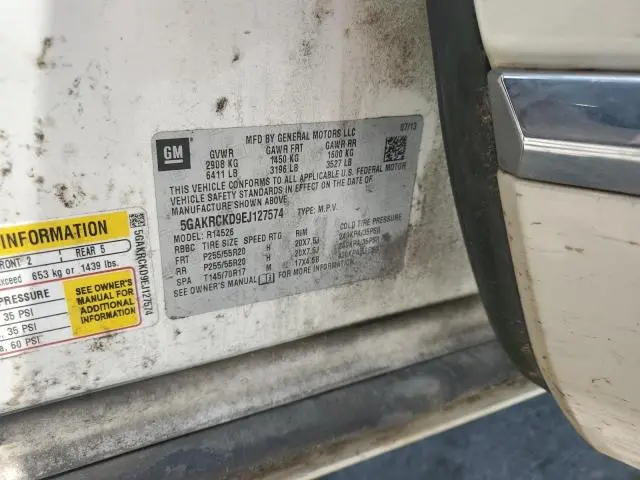 GM
MFD BY GENERAL MOTORS LLC 07/13
GVWR GAWR FRT GAWR RR
2908 KG 1450 KG 1600 KG
6411 LB 3196 LB 3527 LB
THIS VEHICLE CONFORMS TO ALL APPLICABLE U.S. FEDERAL MOTOR
VEHICLE SAFETY STANDARDS IN EFFECT ON THE DATE OF
MANUFACTURE SHOWN ABOVE.
5GAKRCKD9EJ127574 TYPE: M.P.V.
MODEL: R14526
RBBC TIRE SIZE SPEED RTG RIM COLD TIRE PRESSURE
FRT P255/55R20 H 20X7.5J
RR P255/55R20 H 20X7.5J
SPA T145/70R17 M 17X4.5B
SEE OWNER'S MANUAL FOR MORE INFORMATION.
INFORMATION
FRONT 2 REAR 5
exceed 653 kg or 1439 lbs.
PRESSURE
35 PSI
35 PSI
60 PSI
SEE OWNER'S
MANUAL FOR
ADDITIONAL
INFORMATION
5GAKRCKD9EJ127574